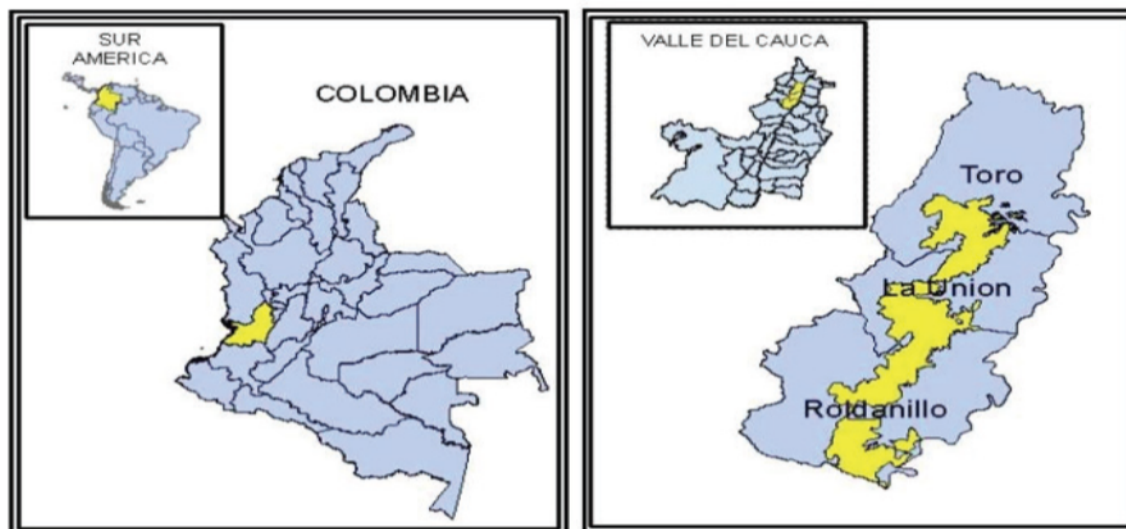 SUR
AMERICA
COLOMBIA
VALLE DEL CAUCA
Toro
La Union
Roldanillo